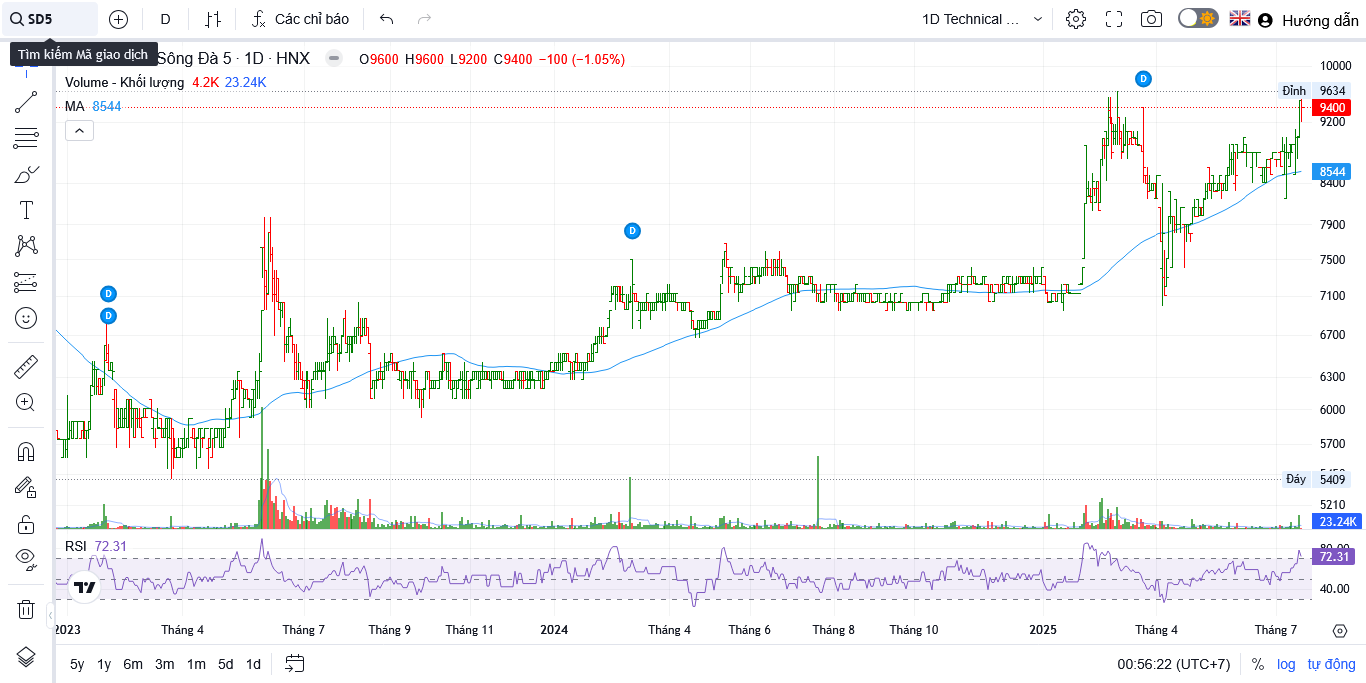 SD5
D
Các chỉ báo
1D Technical ...
Hướng dẫn
Tìm kiếm Mã giao dịch
Sông Đà 5 · 1D · HNX
O9600 H9600 L9200 C9400 −100 (−1.05%)
Volume - Khối lượng 4.2K 23.24K
MA 8544
D
D
D
D
10000
Đỉnh 9634
9400
9200
8544
8400
7900
7500
7100
6700
6300
6000
5700
Đáy 5409
5210
23.24K
RSI 72.31
72.31
40.00
2023 Tháng 4 Tháng 7 Tháng 9 Tháng 11 2024 Tháng 4 Tháng 6 Tháng 8 Tháng 10 2025 Tháng 4 Tháng 7
5y 1y 6m 3m 1m 5d 1d
00:56:22 (UTC+7) % log tự động